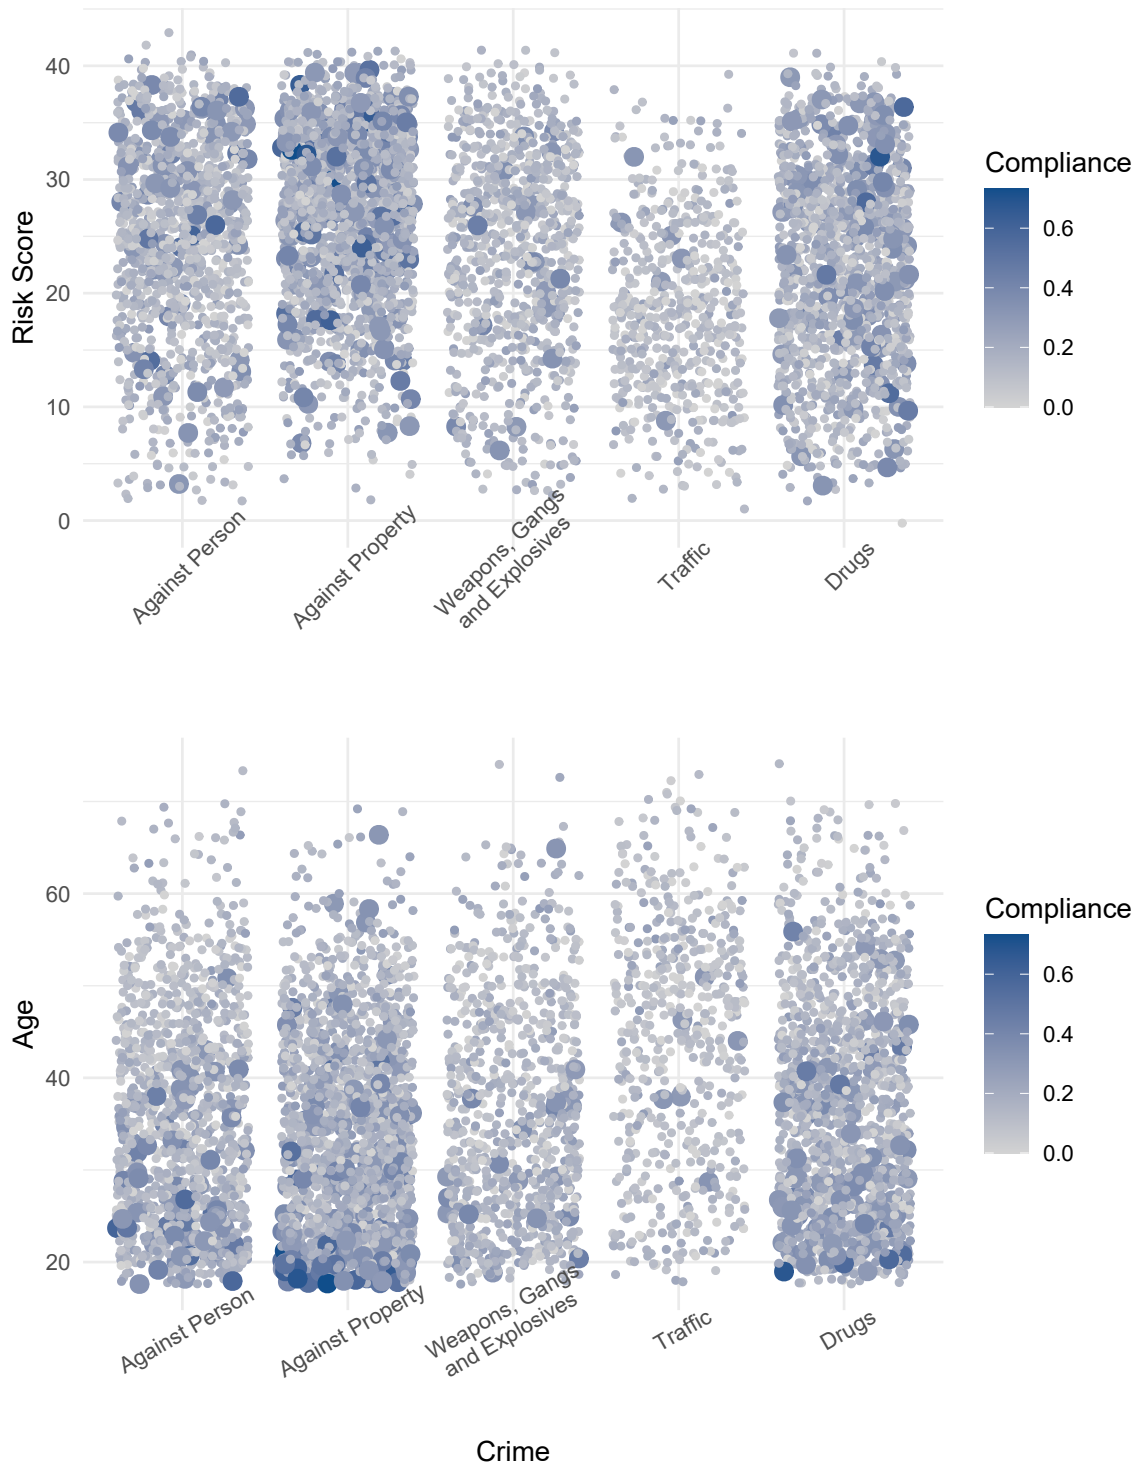 Risk Score
40
30
20
10
0
Against Person
Against Property
Weapons, Gangs
and Explosives
Traffic
Drugs
Compliance
0.6
0.4
0.2
0.0
Age
60
40
20
Against Person
Against Property
Weapons, Gangs
and Explosives
Traffic
Drugs
Compliance
0.6
0.4
0.2
0.0
Crime